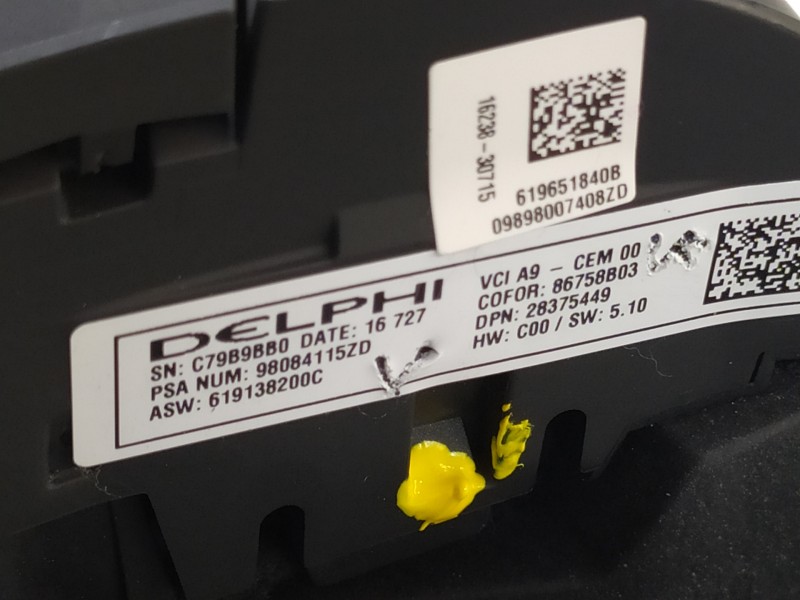 16238-30715
619651840B
09898007408ZD
DELPHI
SN: C79B9BB0 DATE: 16 727
PSA NUM: 98084115ZD
ASW: 619138200C
VCI A9 - CEM 00
COFOR: 86758B03
DPN: 28375449
HW: C00 / SW: 5.10